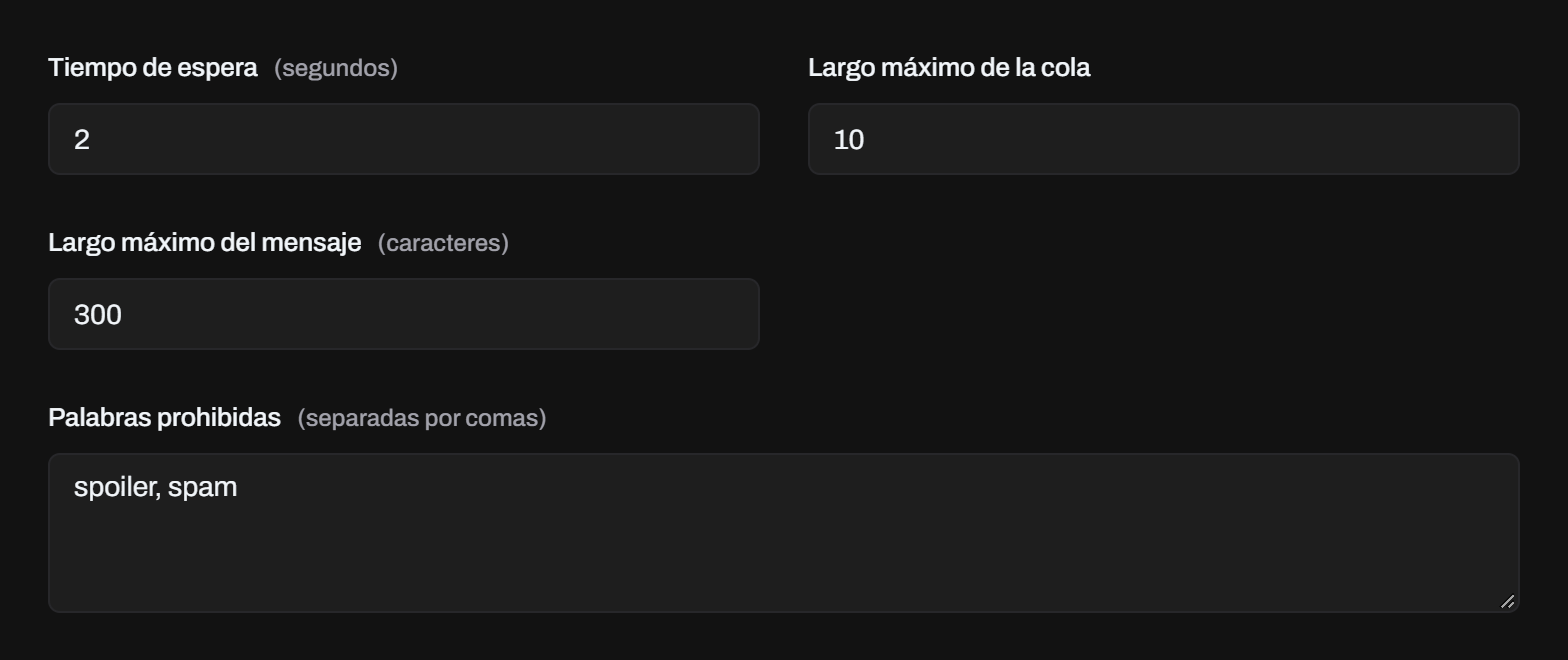 Tiempo de espera (segundos)
2
Largo máximo de la cola
10
Largo máximo del mensaje (caracteres)
300
Palabras prohibidas (separadas por comas)
spoiler, spam